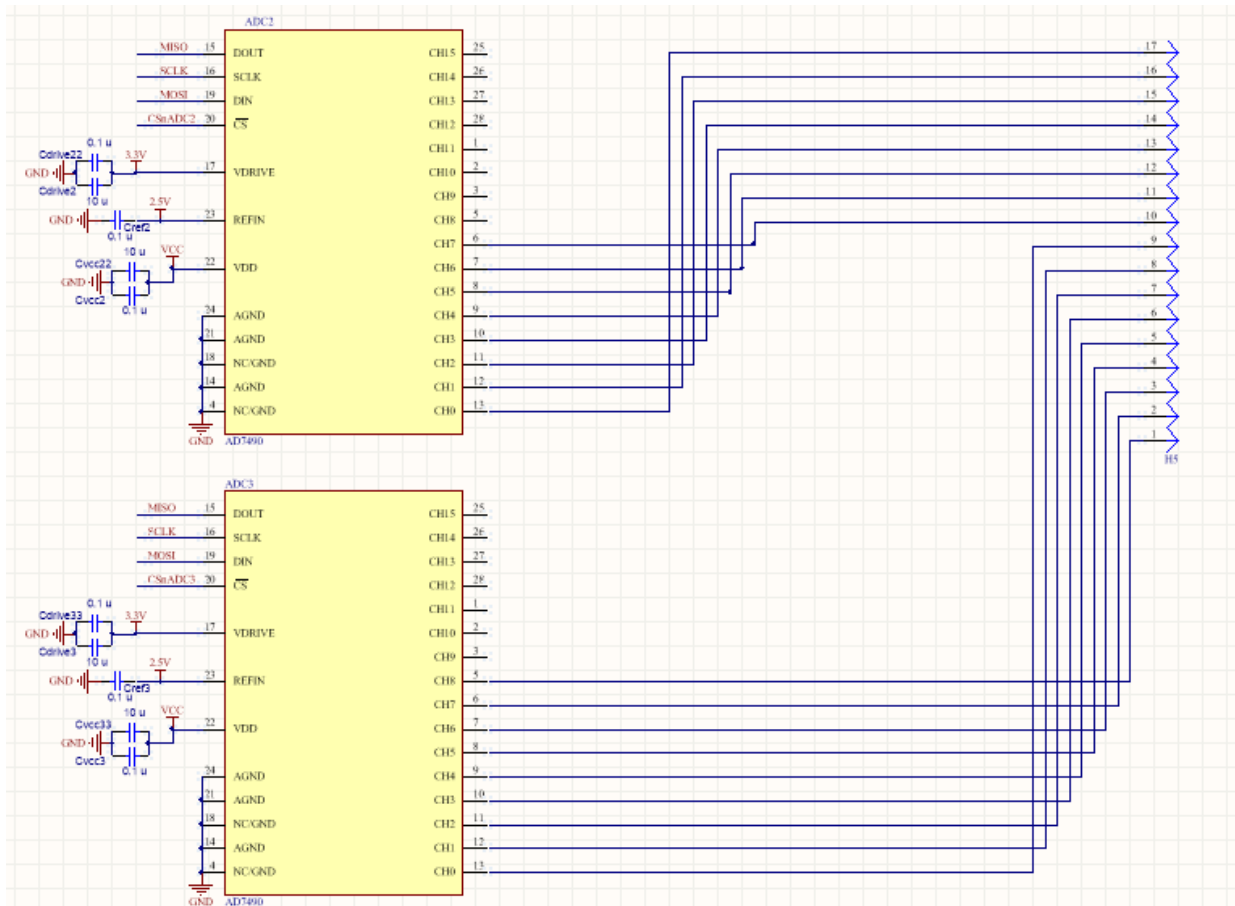 ADC2
MISO 15 DOUT CH15 25
SCLK 16 SCLK CH14 26
MOSI 19 DIN CH13 27
CSnADC2 20 CS CH12 28
CH11 1
0.1 u
Cdrive22 3.3V
GND 17 VDRIVE CH10 2
Cdrive2
10 u
CH9 3
2.5V
GND 23 REFIN CH8 5
Cref2
0.1 u
CH7 6
10 u
VCC
Cvcc22
22 VDD CH6 7
GND
CH5 8
Cvcc2
0.1 u
24 AGND CH4 9
21 AGND CH3 10
18 NC/GND CH2 11
14 AGND CH1 12
4 NC/GND CH0 13
GND AD7490
17
16
15
14
13
12
11
10
9
8
7
6
5
4
3
2
1
H5
ADC3
MISO 15 DOUT CH15 25
SCLK 16 SCLK CH14 26
MOSI 19 DIN CH13 27
CSnADC3 20 CS CH12 28
CH11 1
0.1 u
Cdrive33 3.3V
GND 17 VDRIVE CH10 2
Cdrive3
10 u
CH9 3
2.5V
GND 23 REFIN CH8 5
Cref3
0.1 u
CH7 6
10 u
VCC
Cvcc33
22 VDD CH6 7
GND
CH5 8
Cvcc3
0.1 u
24 AGND CH4 9
21 AGND CH3 10
18 NC/GND CH2 11
14 AGND CH1 12
4 NC/GND CH0 13
GND AD7490